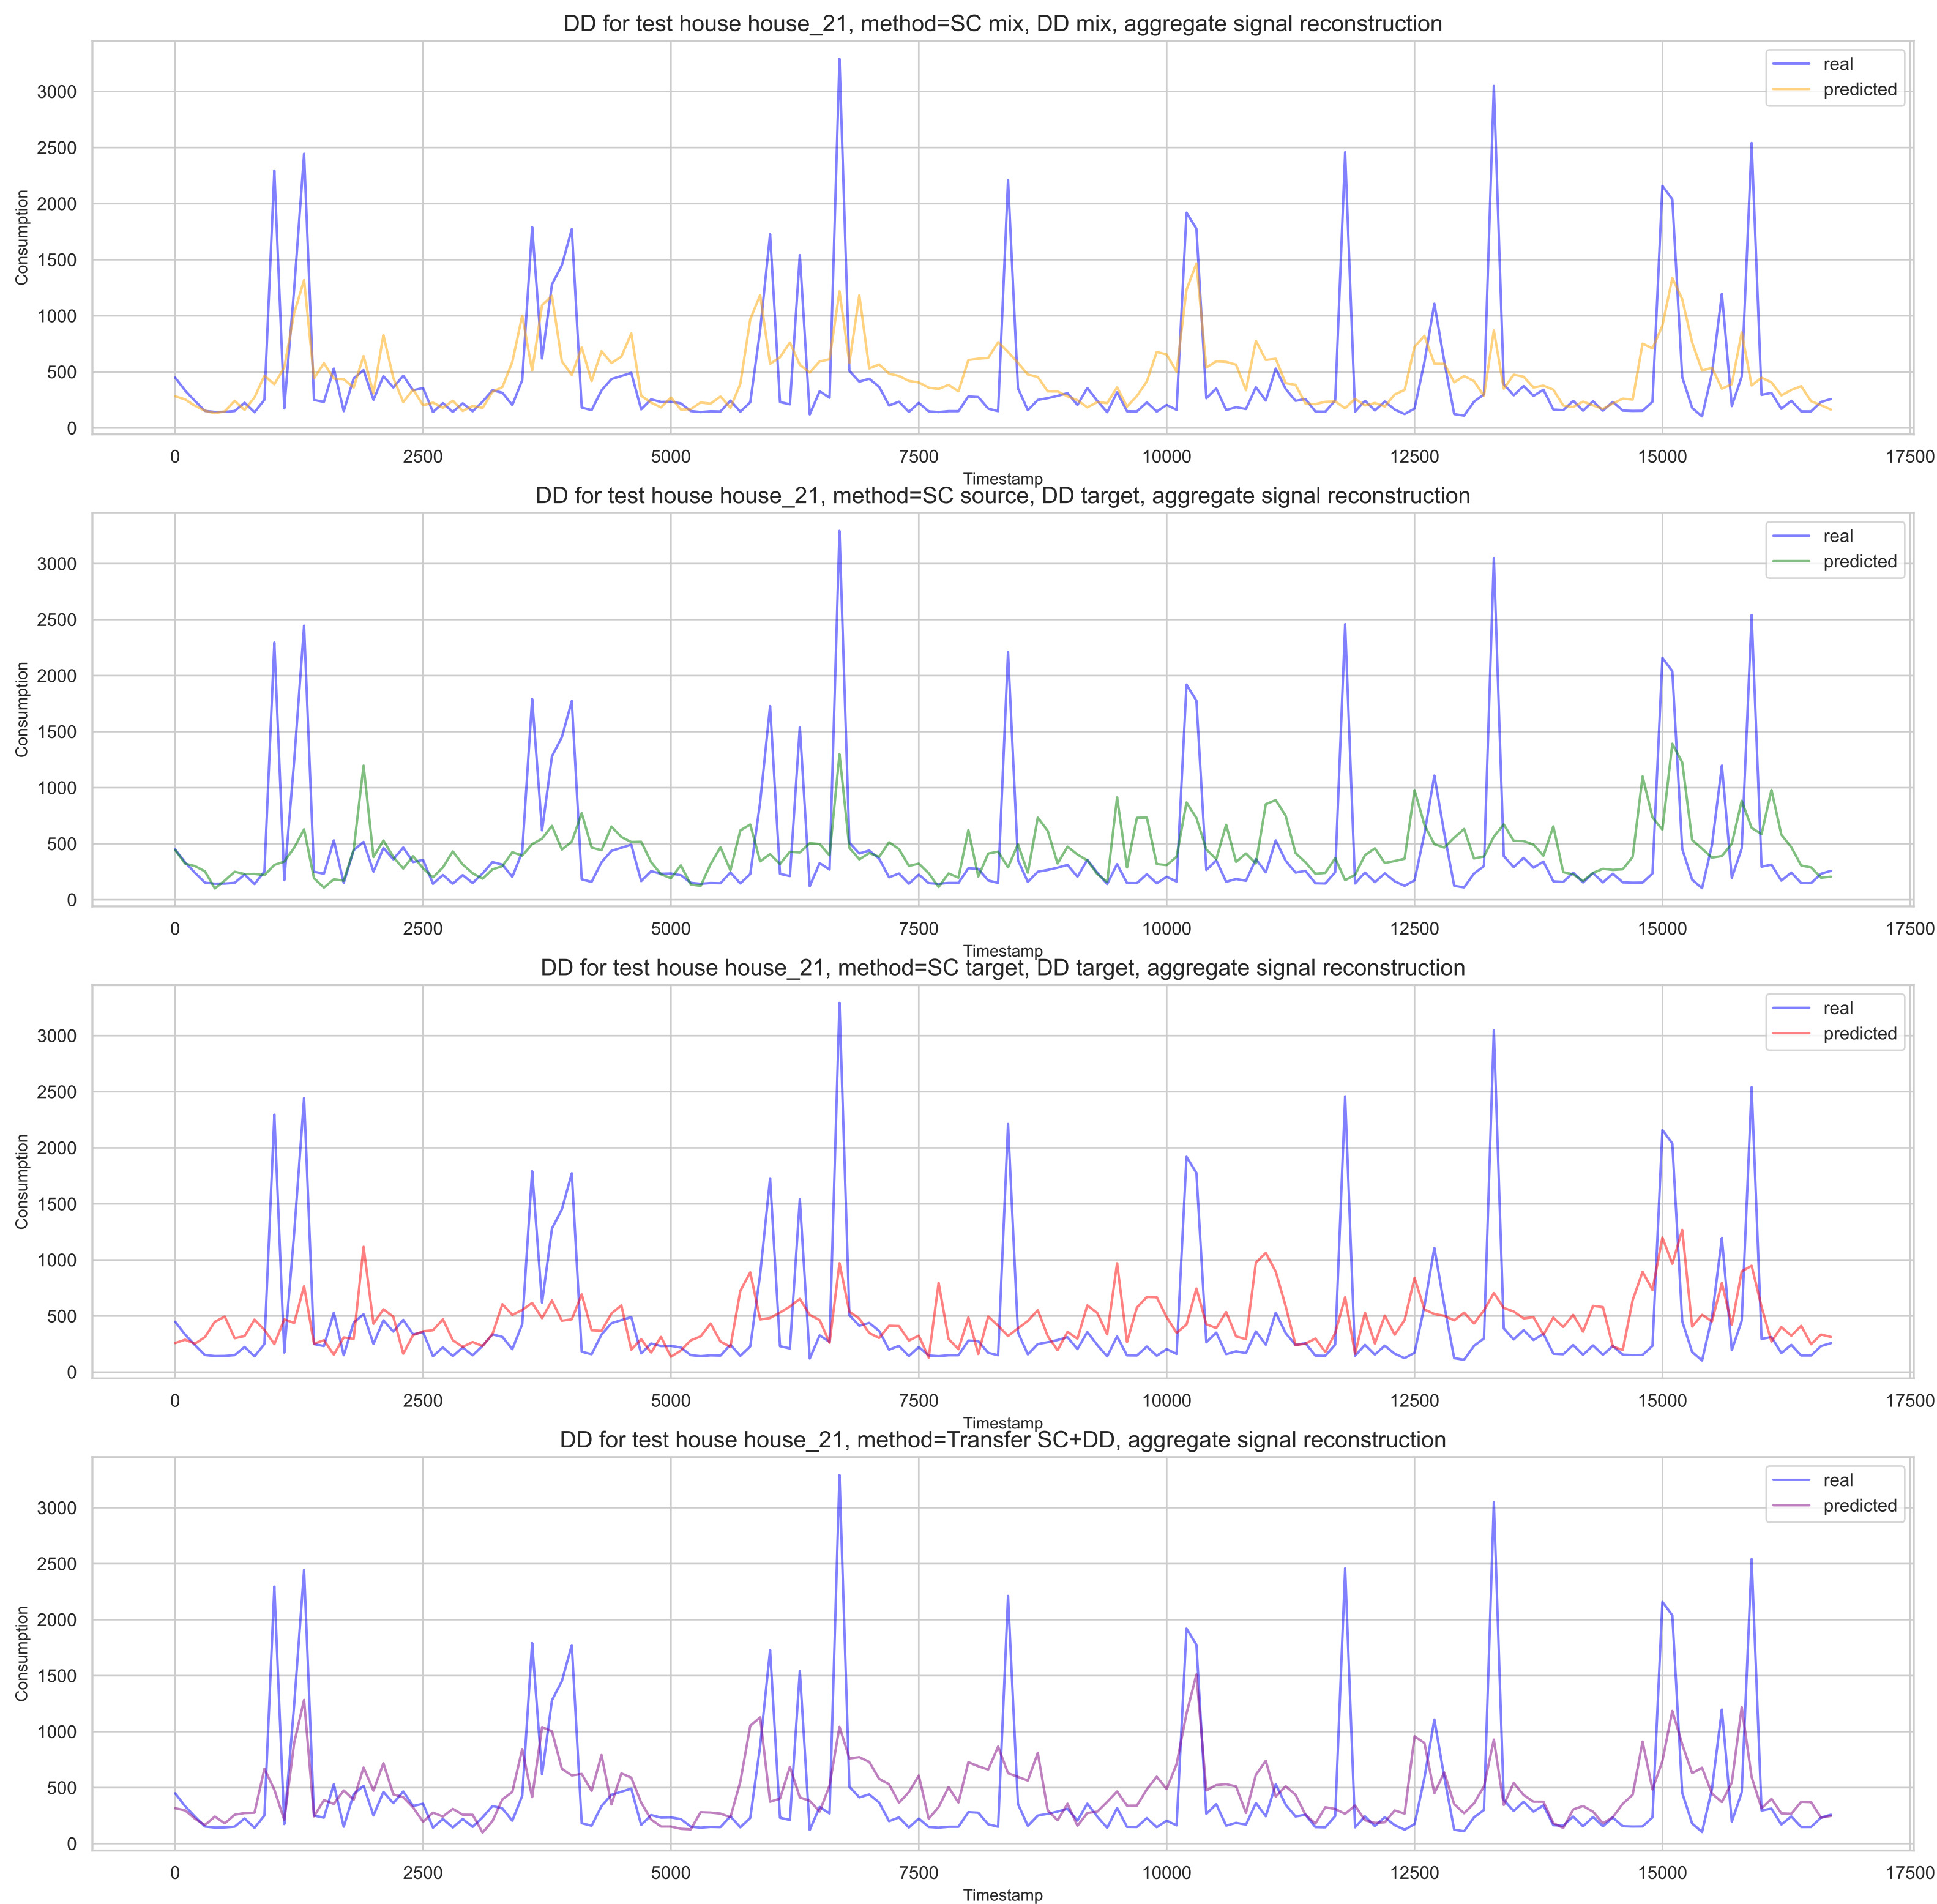 DD for test house house_21, method=SC mix, DD mix, aggregate signal reconstruction
real
predicted
3000
2500
2000
1500
1000
500
0
Consumption
0 2500 5000 7500 10000 12500 15000 17500
Timestamp
DD for test house house_21, method=SC source, DD target, aggregate signal reconstruction
real
predicted
3000
2500
2000
1500
1000
500
0
Consumption
0 2500 5000 7500 10000 12500 15000 17500
Timestamp
DD for test house house_21, method=SC target, DD target, aggregate signal reconstruction
real
predicted
3000
2500
2000
1500
1000
500
0
Consumption
0 2500 5000 7500 10000 12500 15000 17500
Timestamp
DD for test house house_21, method=Transfer SC+DD, aggregate signal reconstruction
real
predicted
3000
2500
2000
1500
1000
500
0
Consumption
0 2500 5000 7500 10000 12500 15000 17500
Timestamp